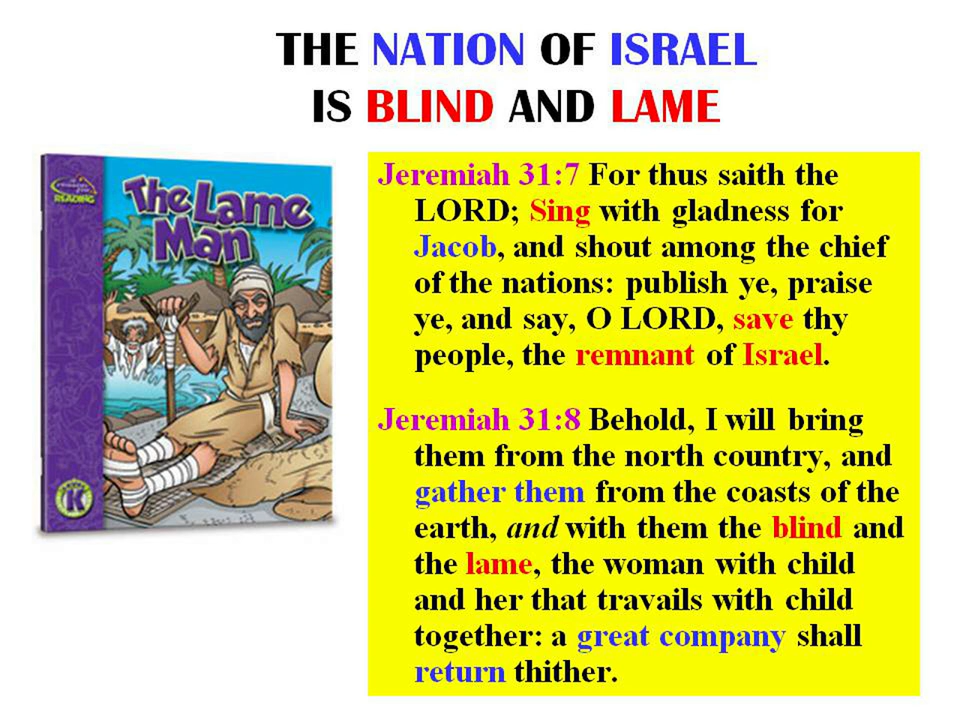 THE NATION OF ISRAEL
IS BLIND AND LAME
READING
The Lame
Man
K
Jeremiah 31:7 For thus saith the
LORD; Sing with gladness for
Jacob, and shout among the chief
of the nations: publish ye, praise
ye, and say, O LORD, save thy
people, the remnant of Israel.
Jeremiah 31:8 Behold, I will bring
them from the north country, and
gather them from the coasts of the
earth, and with them the blind and
the lame, the woman with child
and her that travails with child
together: a great company shall
return thither.